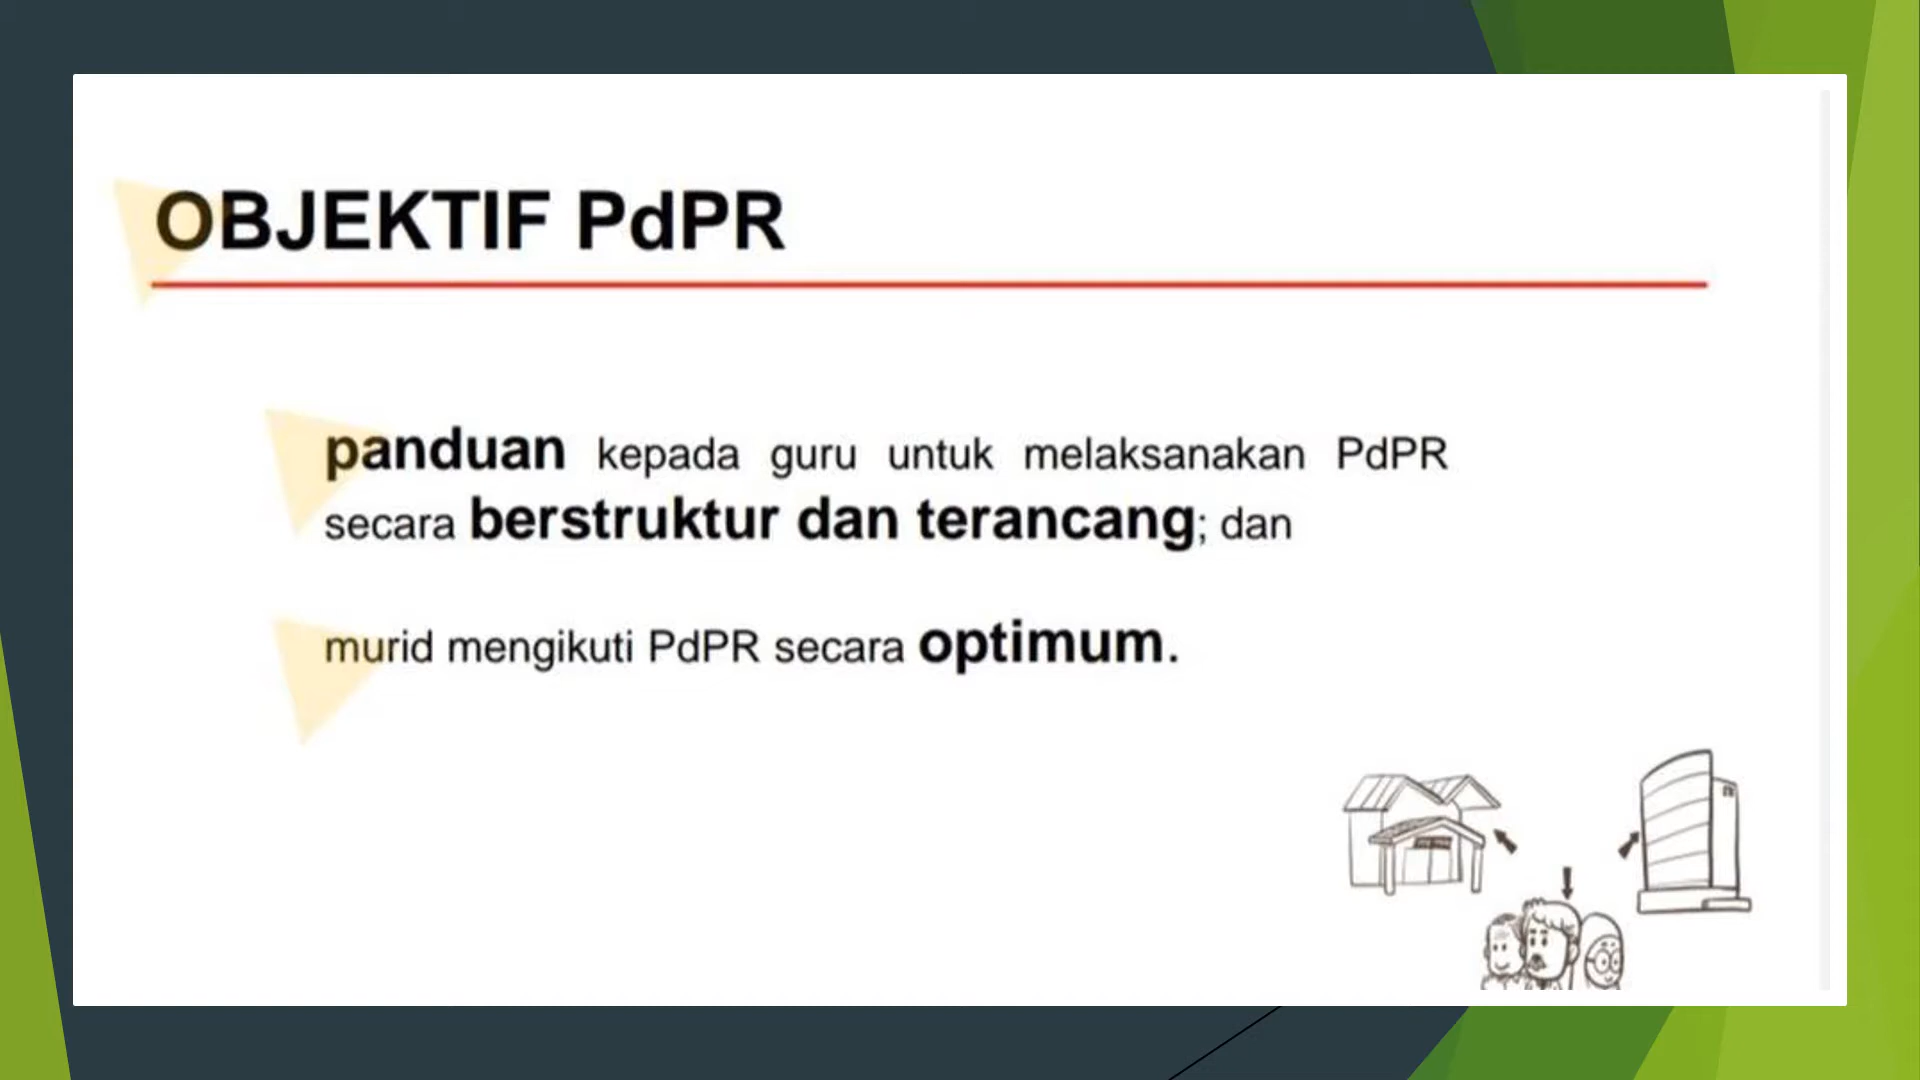 OBJEKTIF PdPR
panduan kepada guru untuk melaksanakan PdPR
secara berstruktur dan terancang; dan
murid mengikuti PdPR secara optimum.